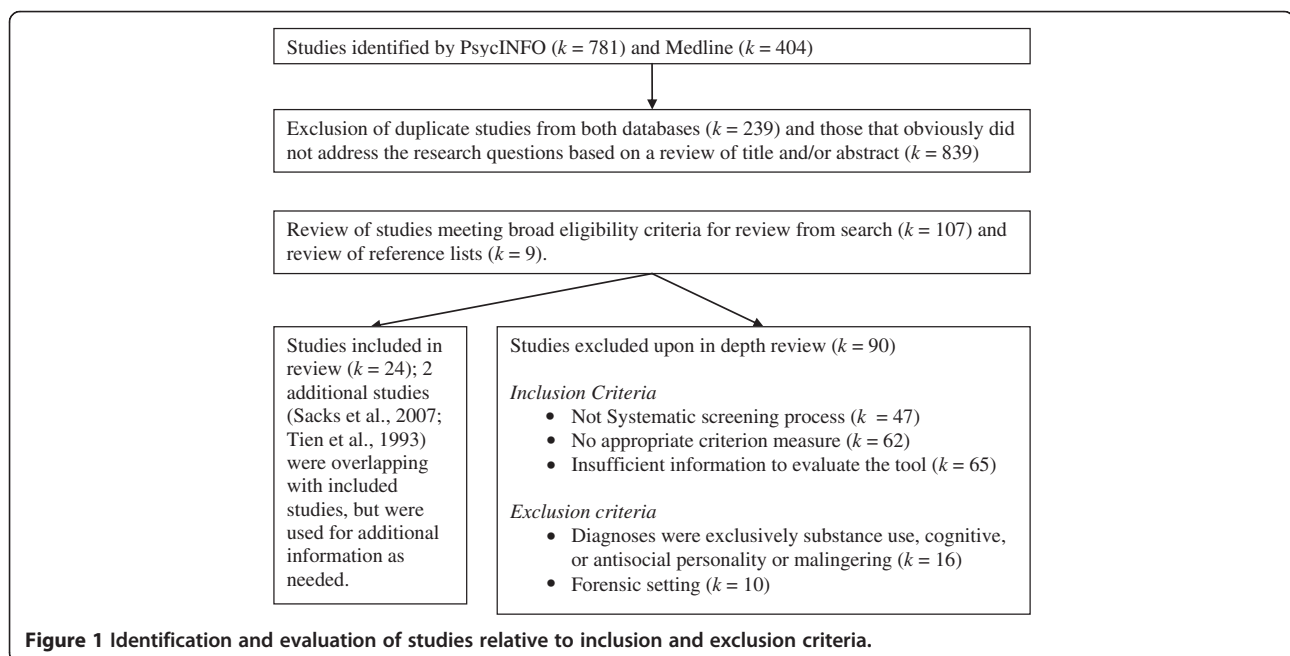 Studies identified by PsycINFO (k = 781) and Medline (k = 404)
Exclusion of duplicate studies from both databases (k = 239) and those that obviously did
not address the research questions based on a review of title and/or abstract (k = 839)
Review of studies meeting broad eligibility criteria for review from search (k = 107) and
review of reference lists (k = 9).
Studies included in
review (k = 24); 2
additional studies
(Sacks et al., 2007;
Tien et al., 1993)
were overlapping
with included
studies, but were
used for additional
information as
needed.
Studies excluded upon in depth review (k = 90)
Inclusion Criteria
• Not Systematic screening process (k = 47)
• No appropriate criterion measure (k = 62)
• Insufficient information to evaluate the tool (k = 65)
Exclusion criteria
• Diagnoses were exclusively substance use, cognitive,
or antisocial personality or malingering (k = 16)
• Forensic setting (k = 10)
Figure 1 Identification and evaluation of studies relative to inclusion and exclusion criteria.